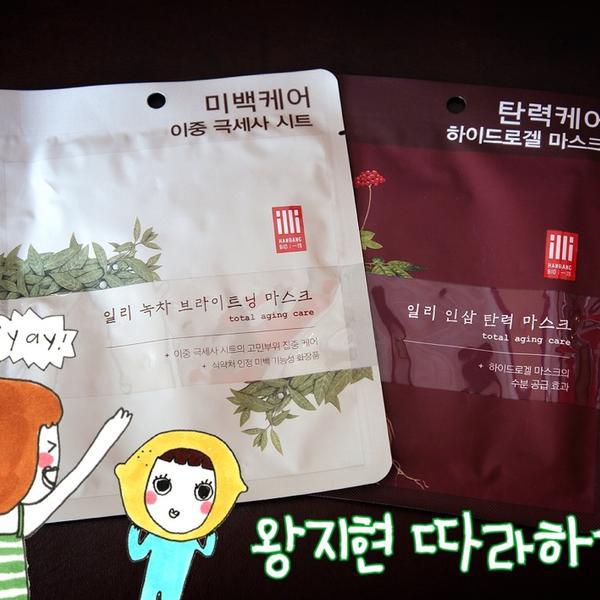 미백케어
이중 극세사 시트
illi
HANBANG
BIO
일리 녹차 브라이트닝 마스크
total aging care
+ 이중 극세사 시트의 고민부위 집중 케어
+ 식약처 인정 미백 기능성 화장품
탄력케어
하이드로겔 마스크
illi
HANBANG
BIO
일리 인삼 탄력 마스크
total aging care
+ 하이드로겔 마스크의
수분 공급 효과
y ay!
왕지현 따라하